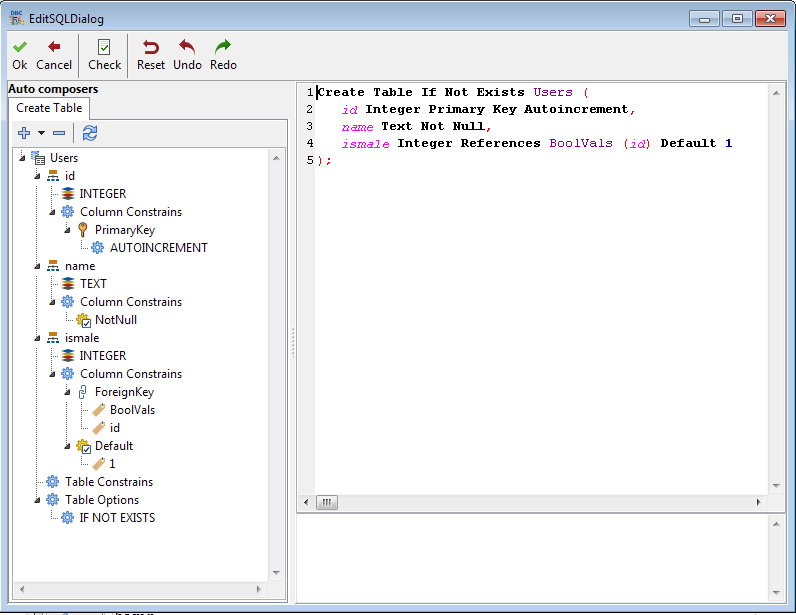 EditSQLDialog
Ok Cancel Check Reset Undo Redo
Auto composers
Create Table
Users
id
INTEGER
Column Constrains
PrimaryKey
AUTOINCREMENT
name
TEXT
Column Constrains
NotNull
ismale
INTEGER
Column Constrains
ForeignKey
BoolVals
id
Default
1
Table Constrains
Table Options
IF NOT EXISTS
1 Create Table If Not Exists Users (
2 id Integer Primary Key Autoincrement,
3 name Text Not Null,
4 ismale Integer References BoolVals (id) Default 1
5 );